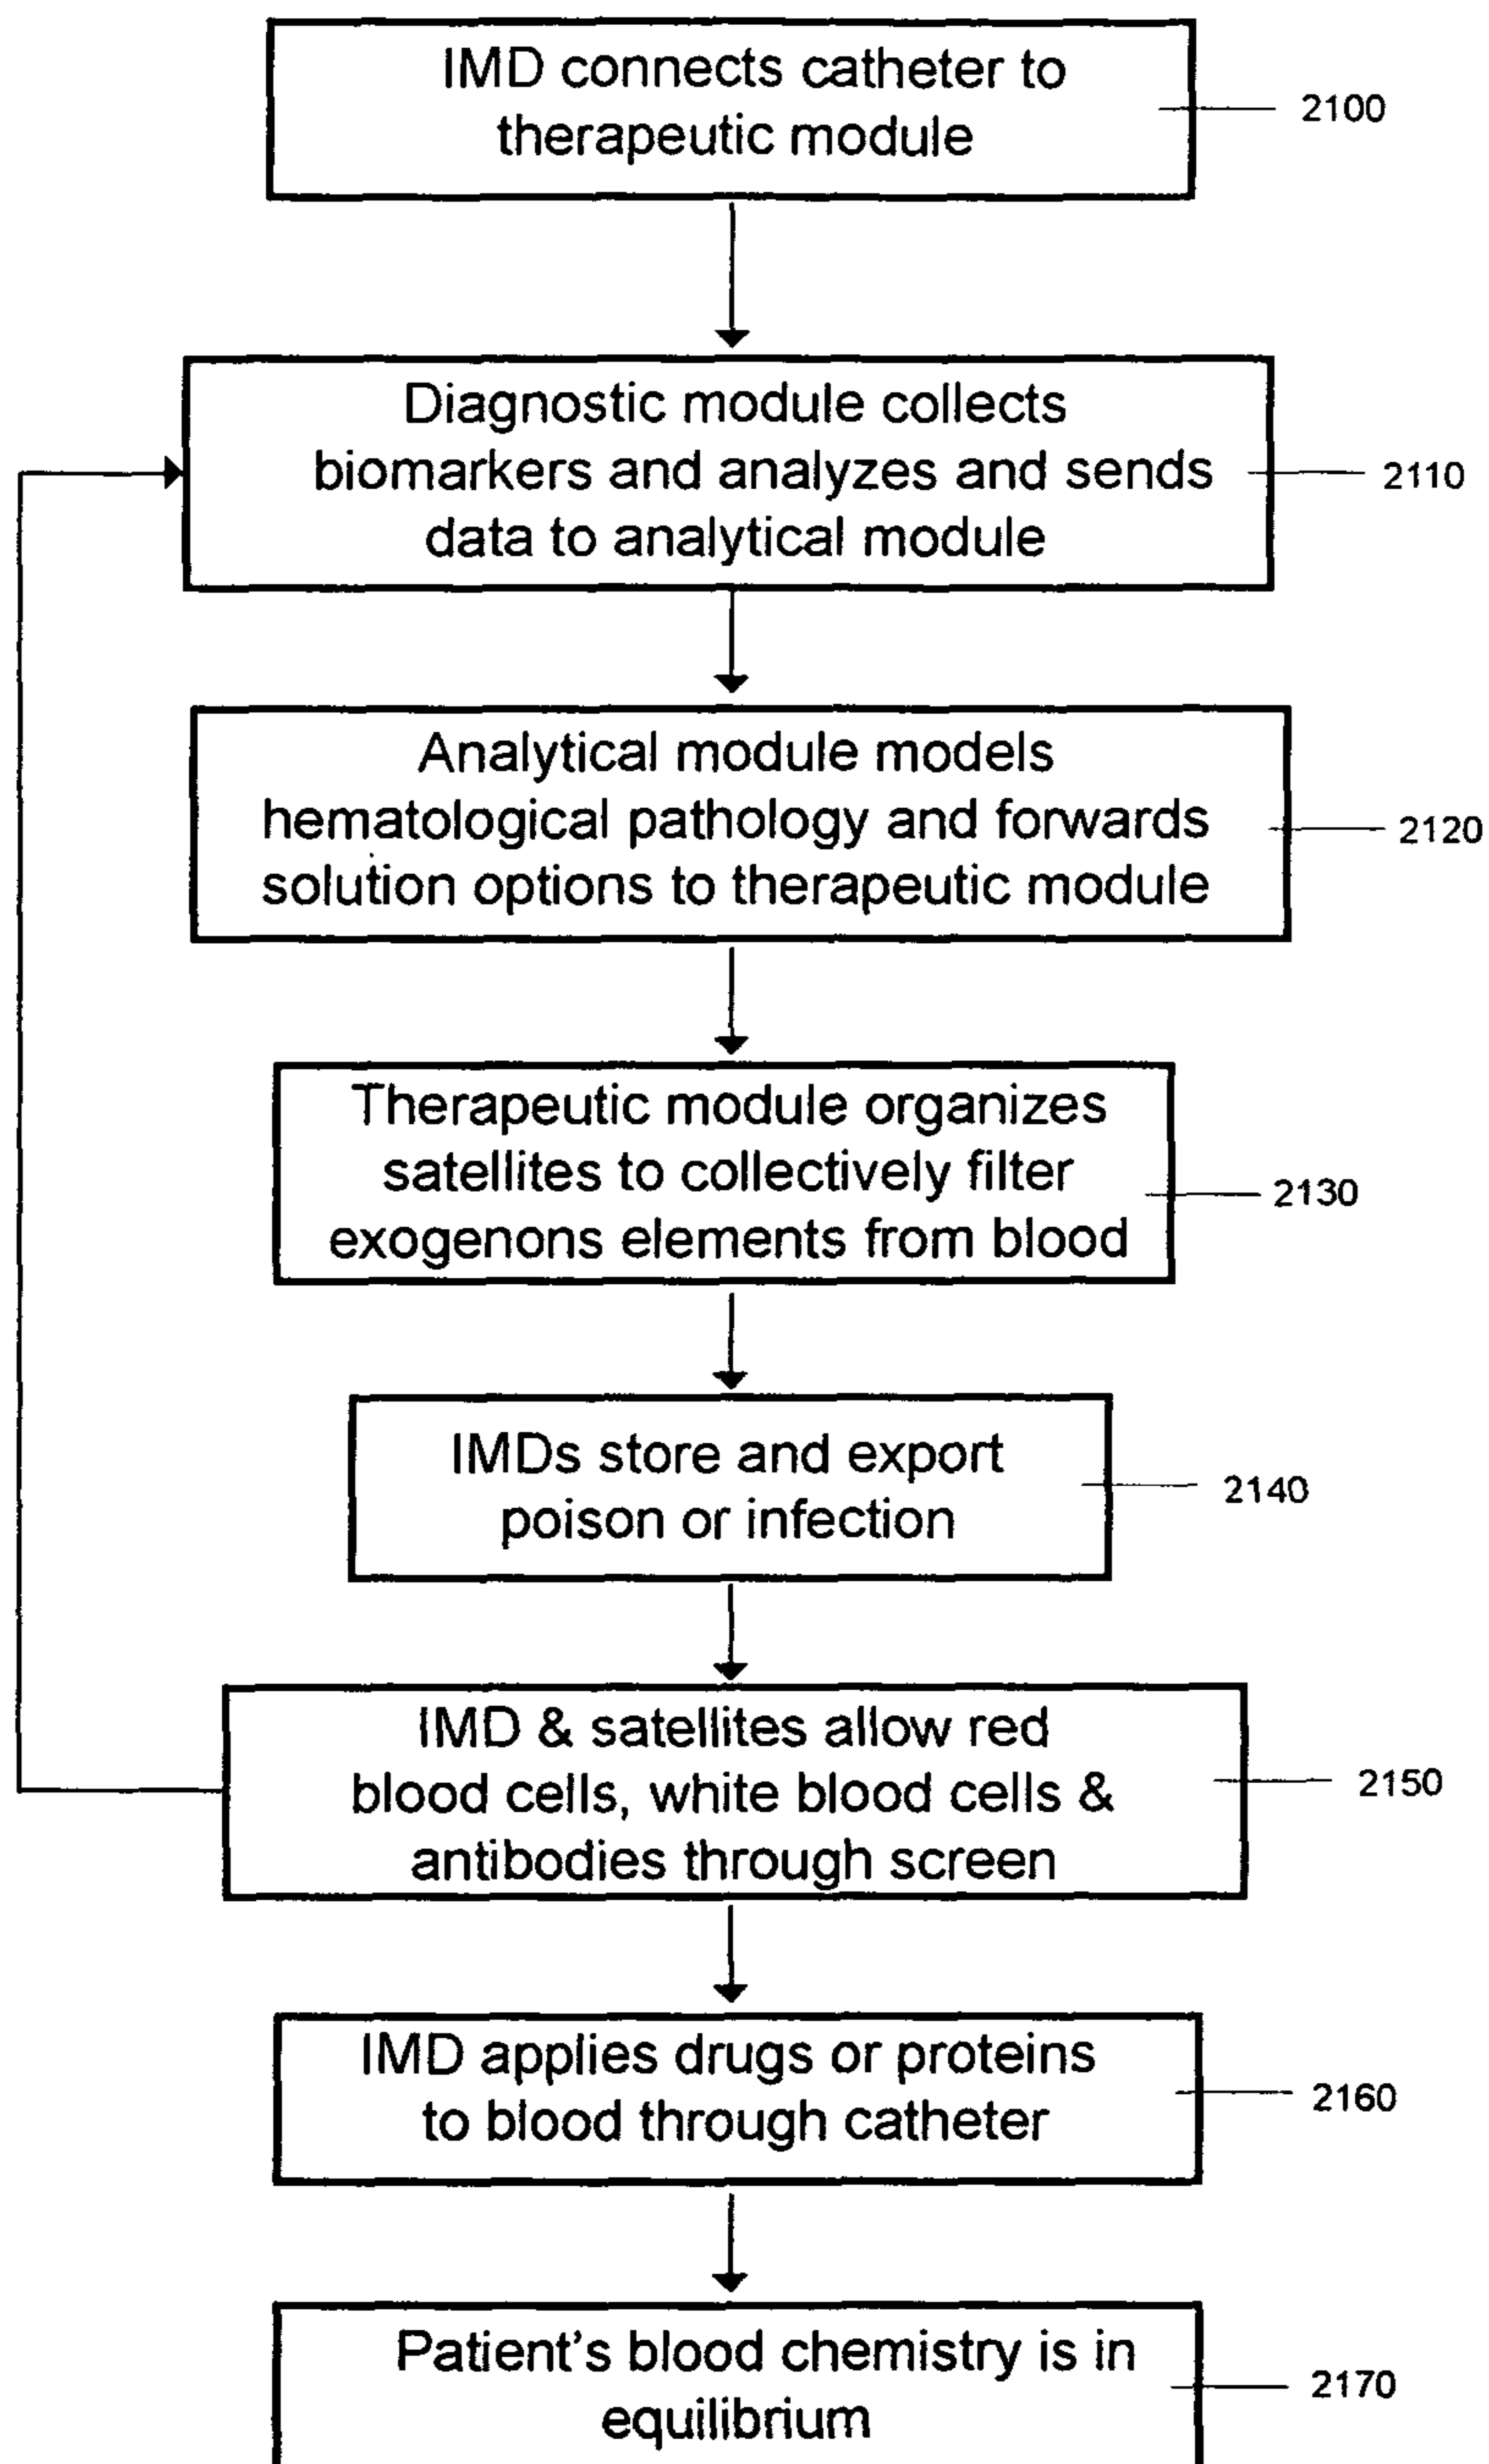 IMD connects catheter to
therapeutic module
2100
Diagnostic module collects
biomarkers and analyzes and sends
data to analytical module
2110
Analytical module models
hematological pathology and forwards
solution options to therapeutic module
2120
Therapeutic module organizes
satellites to collectively filter
exogenons elements from blood
2130
IMDs store and export
poison or infection
2140
IMD & satellites allow red
blood cells, white blood cells &
antibodies through screen
2150
IMD applies drugs or proteins
to blood through catheter
2160
Patient's blood chemistry is in
equilibrium
2170